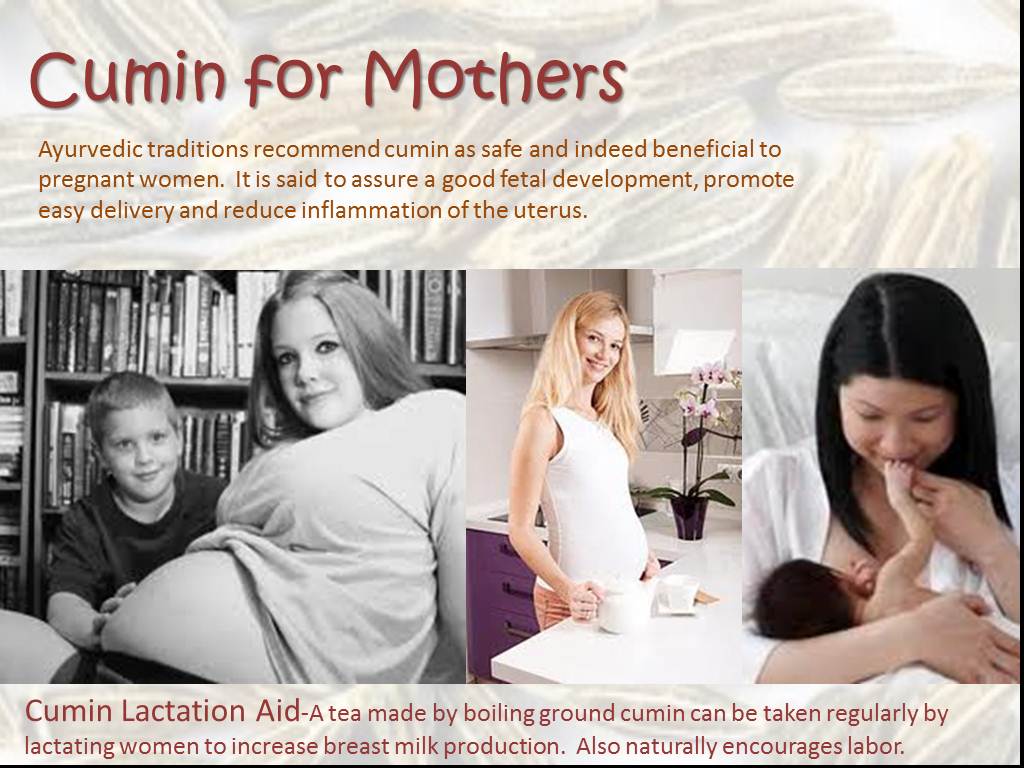 Cumin for Mothers
Ayurvedic traditions recommend cumin as safe and indeed beneficial to
pregnant women.  It is said to assure a good fetal development, promote
easy delivery and reduce inflammation of the uterus.
Cumin Lactation Aid-A tea made by boiling ground cumin can be taken regularly by
lactating women to increase breast milk production.  Also naturally encourages labor.